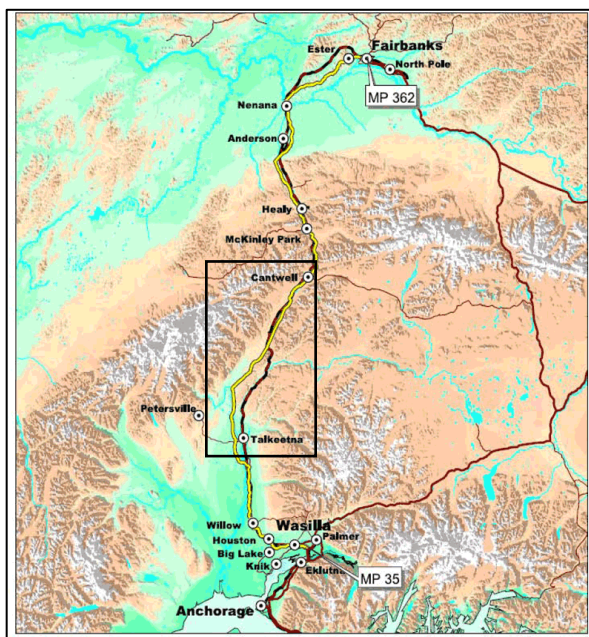 Ester
Fairbanks
North Pole
MP 362
Nenana
Anderson
Healy
McKinley Park
Cantwell
Petersville
Talkeetna
Willow
Wasilla
Houston
Palmer
Big Lake
Knik
Eklutna
MP 35
Anchorage